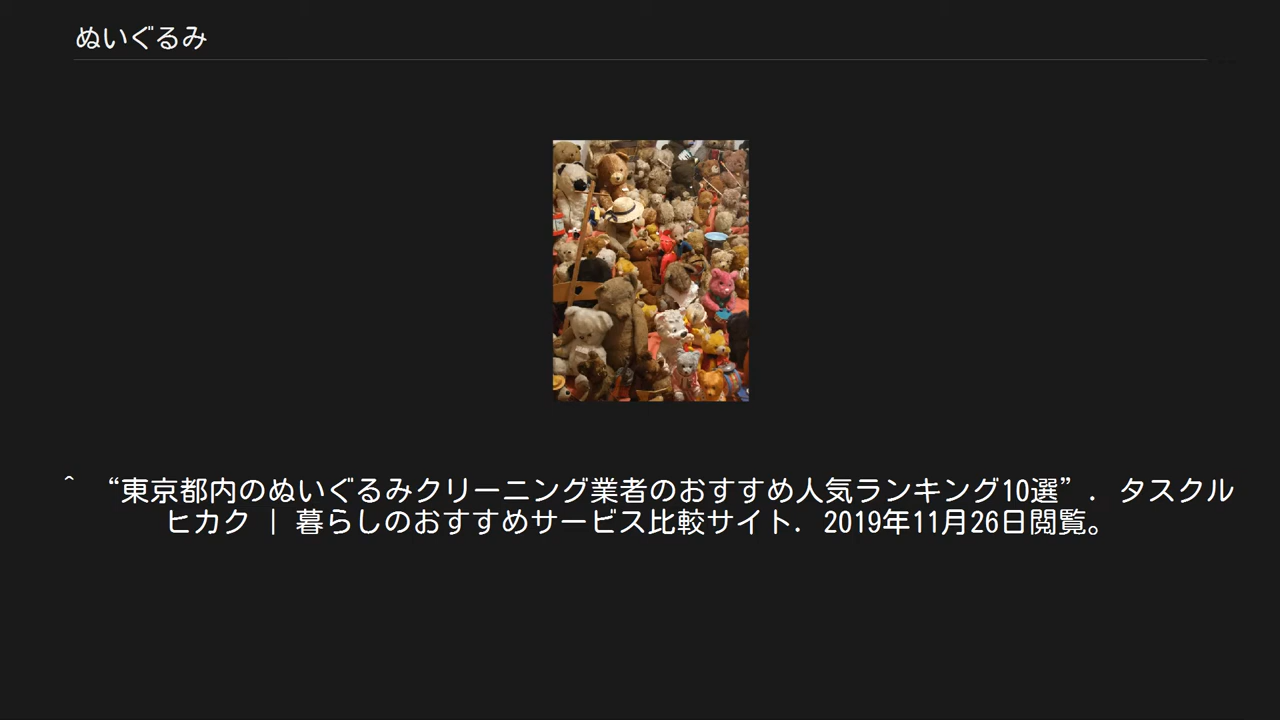 ぬいぐるみ
^ “東京都内のぬいぐるみクリーニング業者のおすすめ人気ランキング10選”. タスクル
ヒカク | 暮らしのおすすめサービス比較サイト. 2019年11月26日閲覧。